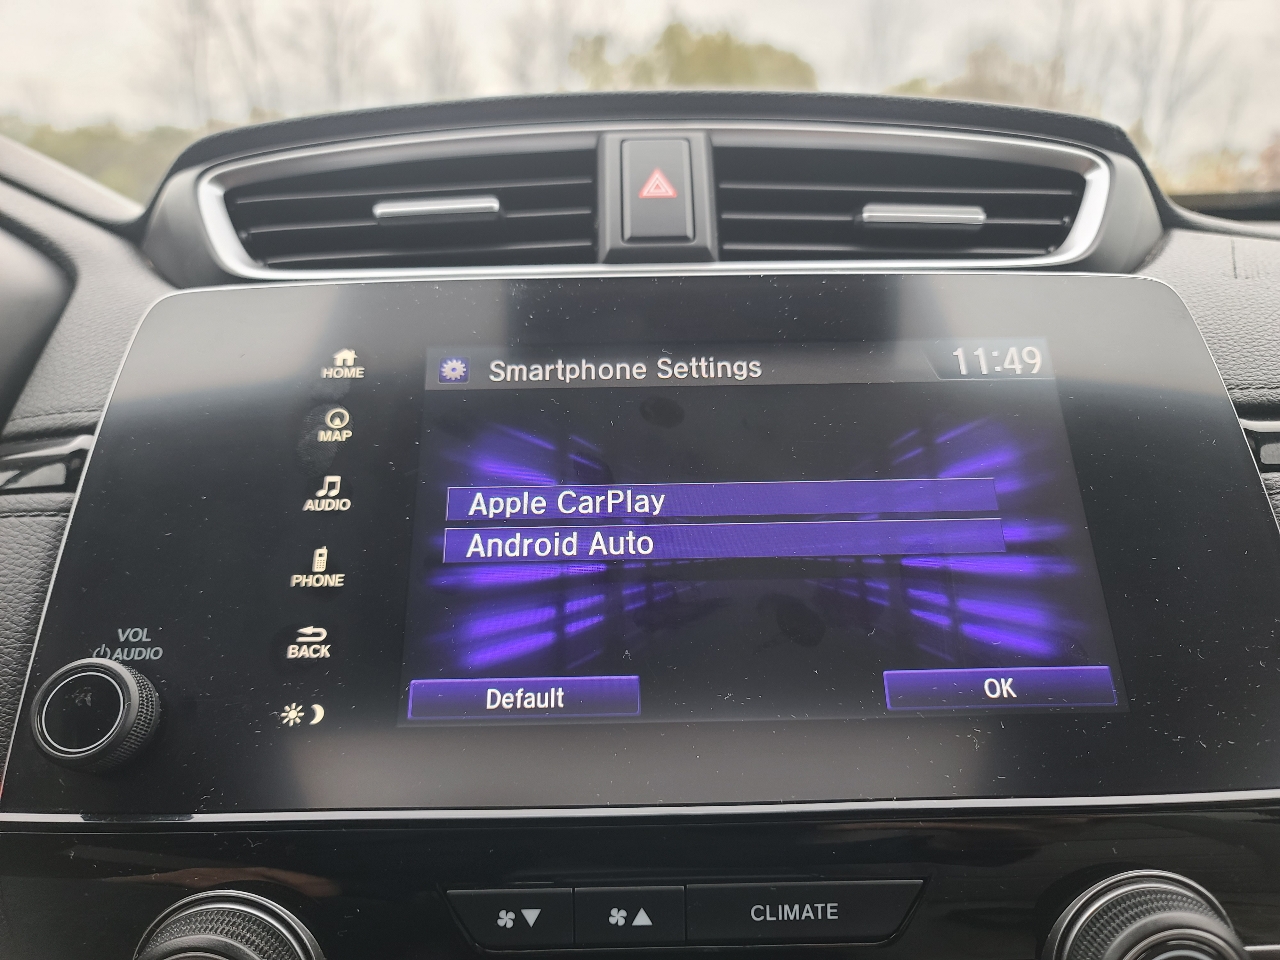 Smartphone Settings
11:49
HOME
MAP
AUDIO
PHONE
BACK
Apple CarPlay
Android Auto
Default
OK
VOL
AUDIO
CLIMATE